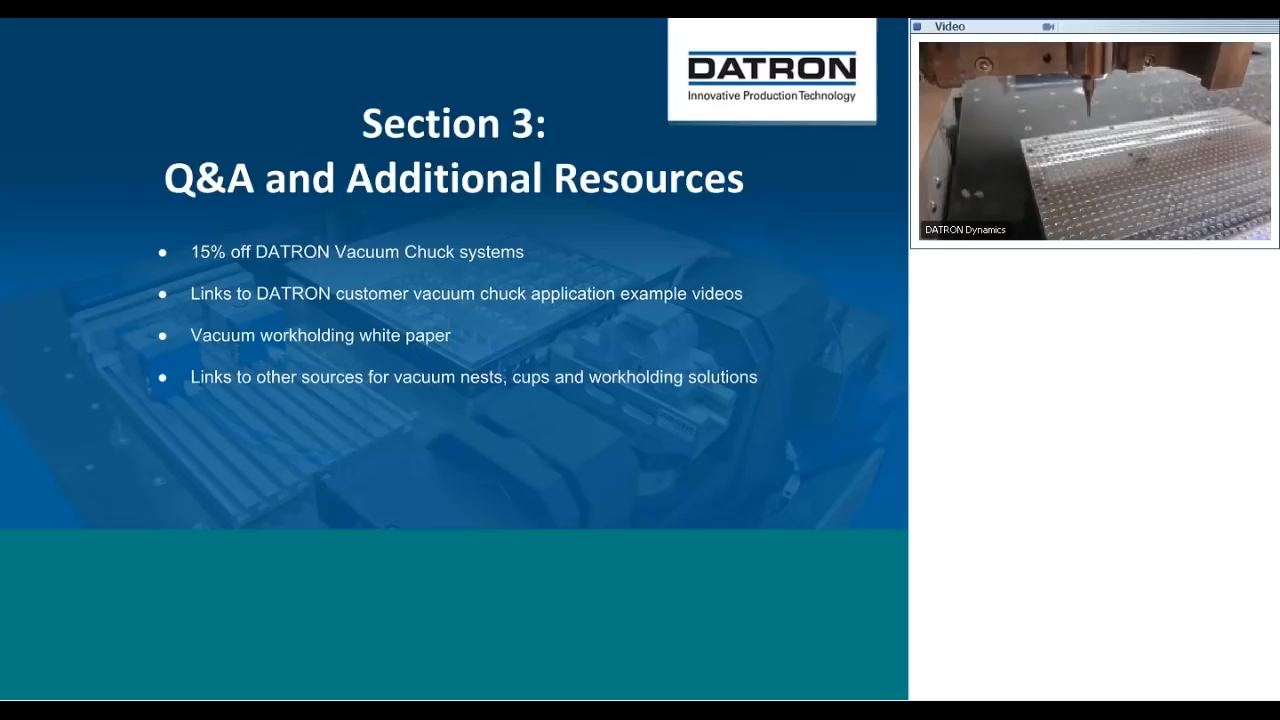 DATRON
Innovative Production Technology
Section 3:
Q&A and Additional Resources
● 15% off DATRON Vacuum Chuck systems
● Links to DATRON customer vacuum chuck application example videos
● Vacuum workholding white paper
● Links to other sources for vacuum nests, cups and workholding solutions
Video
DATRON Dynamics